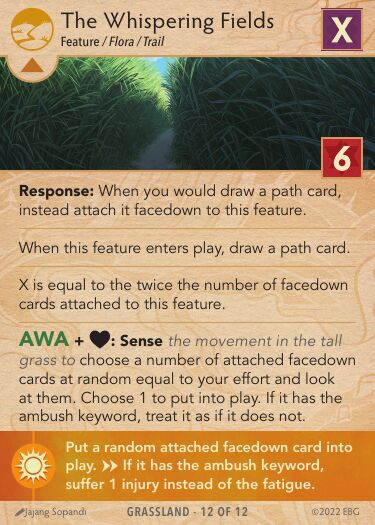 The Whispering Fields
X
Feature / Flora / Trail
6
Response: When you would draw a path card,
instead attach it facedown to this feature.
When this feature enters play, draw a path card.
X is equal to the twice the number of facedown
cards attached to this feature.
AWA + ♥: Sense the movement in the tall
grass to choose a number of attached facedown
cards at random equal to your effort and look
at them. Choose 1 to put into play. If it has the
ambush keyword, treat it as if it does not.
Put a random attached facedown card into
play. ›› If it has the ambush keyword,
suffer 1 injury instead of the fatigue.
Jajang Sopandi
GRASSLAND - 12 OF 12
©2022 EBG